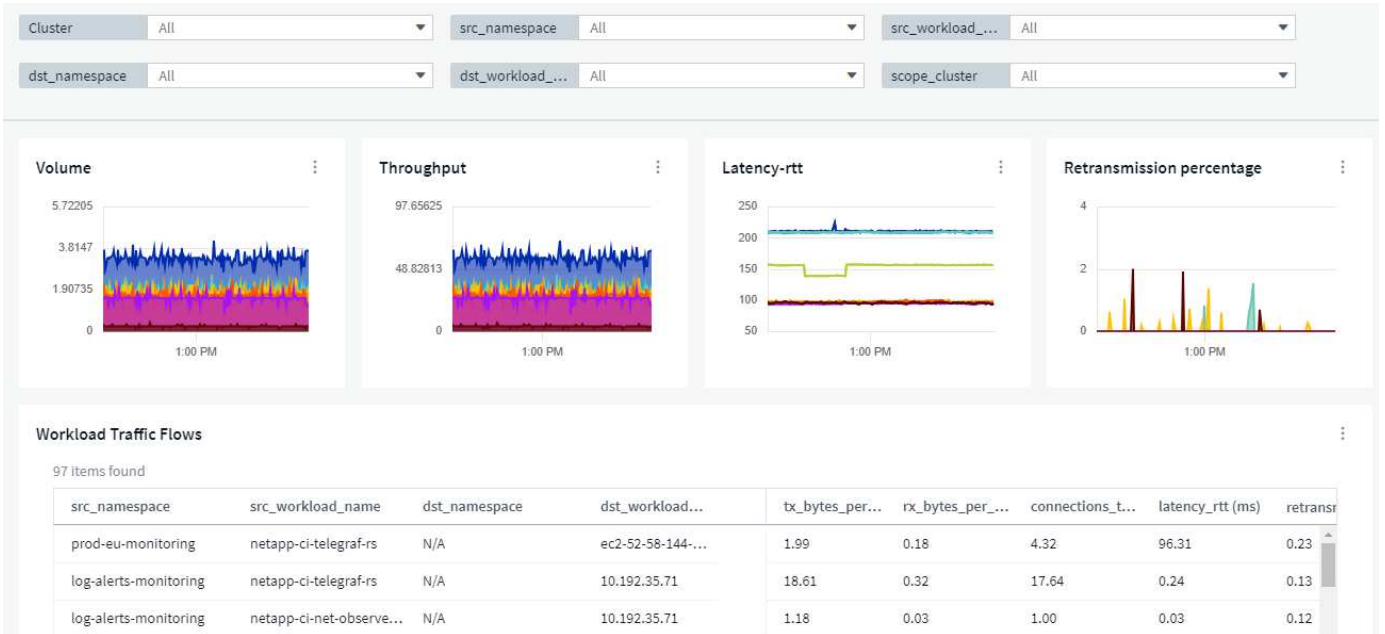 Cluster All src_namespace All src_workload_... All
dst_namespace All dst_workload_... All scope_cluster All
Volume Throughput Latency-rtt Retransmission percentage
5.72205
3.8147
1.90735
0
1:00 PM
97.65625
48.82813
0
1:00 PM
250
200
150
100
50
1:00 PM
4
2
0
1:00 PM
Workload Traffic Flows
97 items found
src_namespace src_workload_name dst_namespace dst_workload... tx_bytes_per... rx_bytes_per_... connections_t... latency_rtt (ms) retransr
prod-eu-monitoring netapp-ci-telegraf-rs N/A ec2-52-58-144-... 1.99 0.18 4.32 96.31 0.23
log-alerts-monitoring netapp-ci-telegraf-rs N/A 10.192.35.71 18.61 0.32 17.64 0.24 0.13
log-alerts-monitoring netapp-ci-net-observe... N/A 10.192.35.71 1.18 0.03 1.00 0.03 0.12